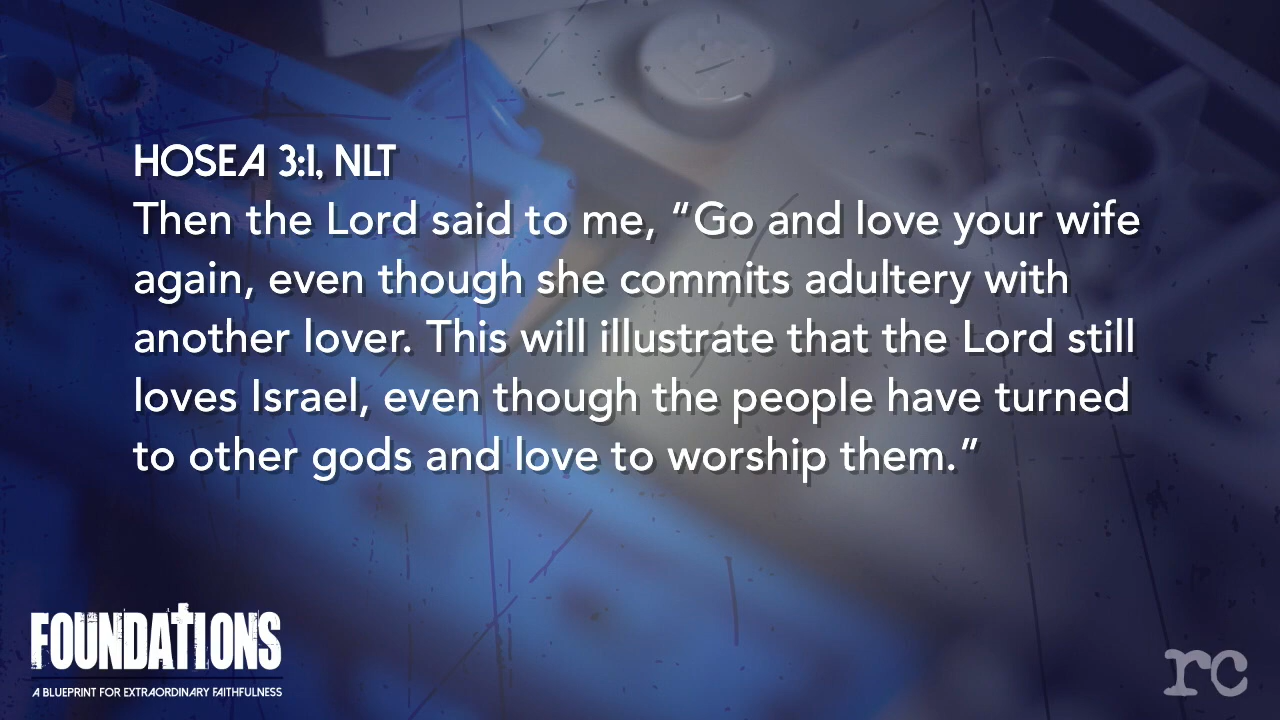 HOSEA 3:1, NLT
Then the Lord said to me, “Go and love your wife
again, even though she commits adultery with
another lover. This will illustrate that the Lord still
loves Israel, even though the people have turned
to other gods and love to worship them.”
FOUNDATIONS
A BLUEPRINT FOR EXTRAORDINARY FAITHFULNESS
rc